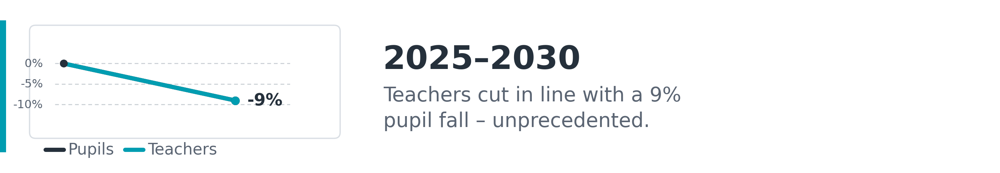 0%
-5%
-10%
-9%
Pupils
Teachers
2025–2030
Teachers cut in line with a 9%
pupil fall – unprecedented.